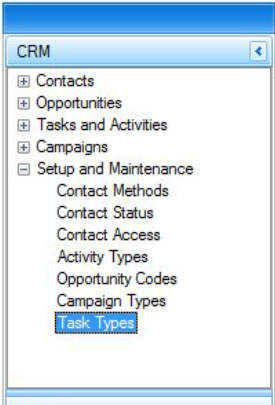 CRM
Contacts
Opportunities
Tasks and Activities
Campaigns
Setup and Maintenance
Contact Methods
Contact Status
Contact Access
Activity Types
Opportunity Codes
Campaign Types
Task Types